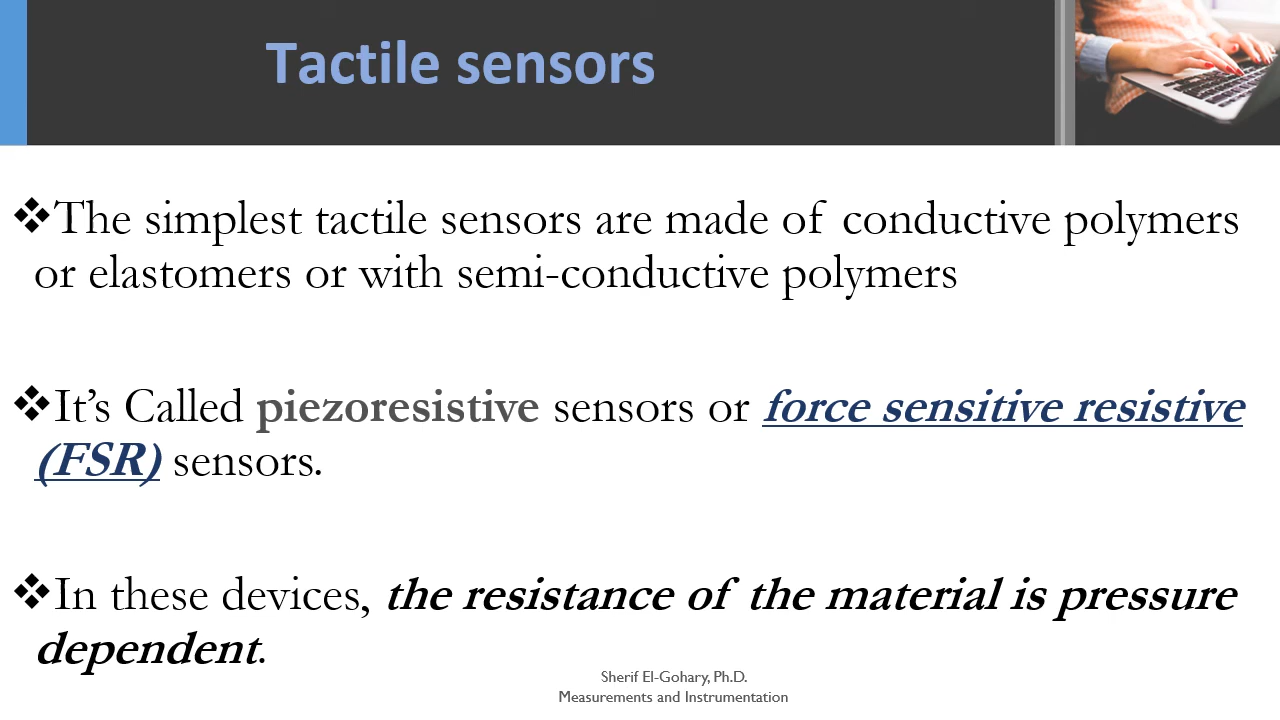 Tactile sensors
❖The simplest tactile sensors are made of conductive polymers
or elastomers or with semi-conductive polymers
❖It’s Called piezoresistive sensors or force sensitive resistive
(FSR) sensors.
❖In these devices, the resistance of the material is pressure
dependent.
Sherif El-Gohary, Ph.D.
Measurements and Instrumentation